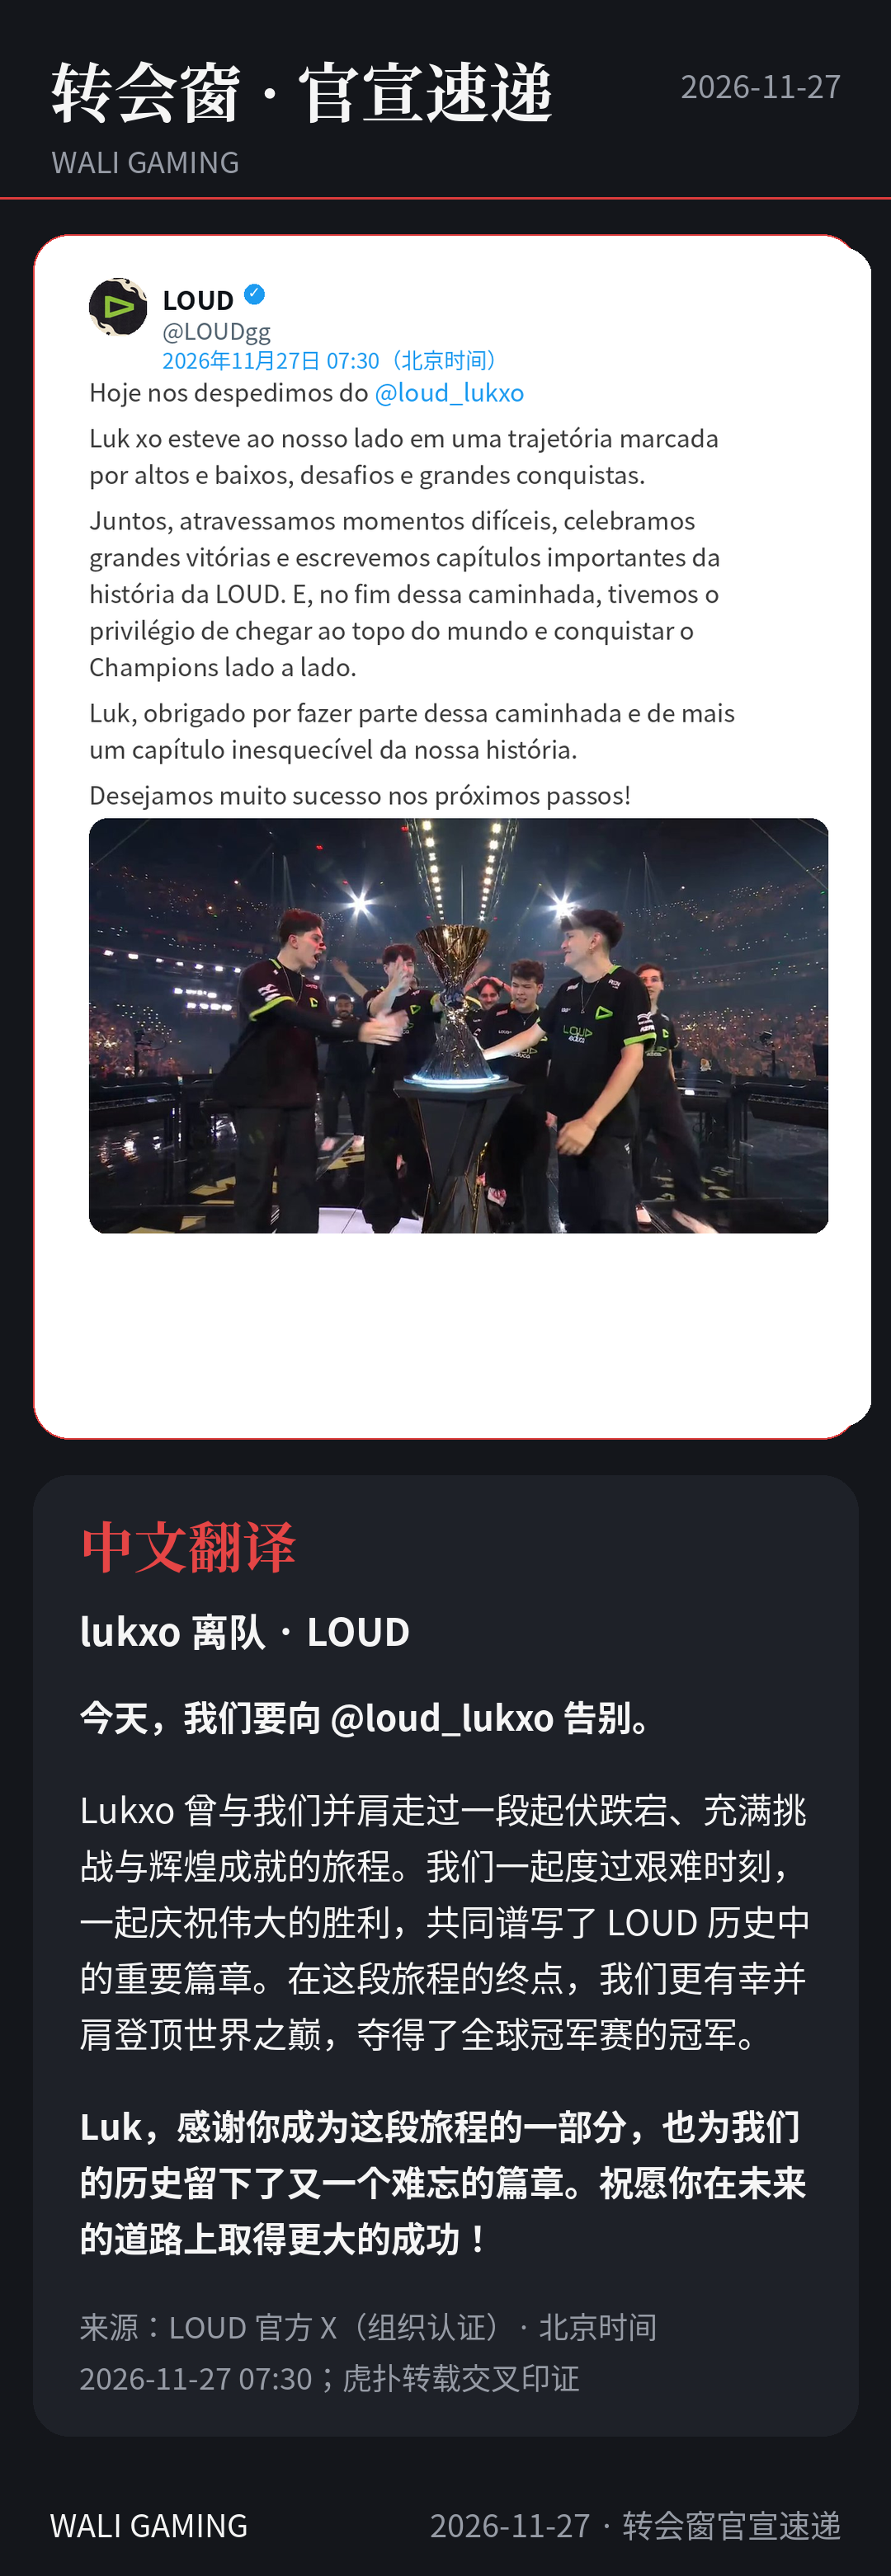 转会窗 · 官宣速递
2026-11-27
WALI GAMING
LOUD
@LOUDgg
2026年11月27日 07:30（北京时间）
Hoje nos despedimos do @loud_lukxo
Luk xo esteve ao nosso lado em uma trajetória marcada
por altos e baixos, desafios e grandes conquistas.
Juntos, atravessamos momentos difíceis, celebramos
grandes vitórias e escrevemos capítulos importantes da
história da LOUD. E, no fim dessa caminhada, tivemos o
privilégio de chegar ao topo do mundo e conquistar o
Champions lado a lado.
Luk, obrigado por fazer parte dessa caminhada e de mais
um capítulo inesquecível da nossa história.
Desejamos muito sucesso nos próximos passos!
LOUD
educa
中文翻译
lukxo 离队 · LOUD
今天，我们要向 @loud_lukxo 告别。
Lukxo 曾与我们并肩走过一段起伏跌宕、充满挑
战与辉煌成就的旅程。我们一起度过艰难时刻，
一起庆祝伟大的胜利，共同谱写了 LOUD 历史中
的重要篇章。在这段旅程的终点，我们更有幸并
肩登顶世界之巅，夺得了全球冠军赛的冠军。
Luk，感谢你成为这段旅程的一部分，也为我们
的历史留下了又一个难忘的篇章。祝愿你在未来
的道路上取得更大的成功！
来源：LOUD 官方 X（组织认证）· 北京时间
2026-11-27 07:30；虎扑转载交叉印证
WALI GAMING
2026-11-27 · 转会窗官宣速递